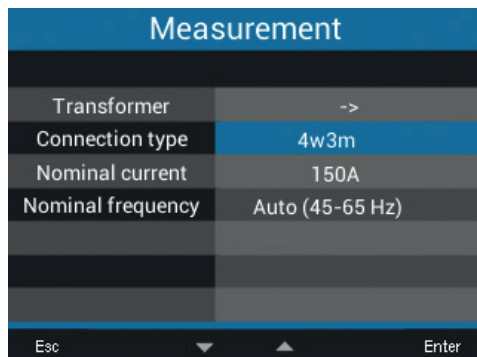 Measurement
Transformer ->
Connection type 4w3m
Nominal current 150A
Nominal frequency Auto (45-65 Hz)
Esc Enter